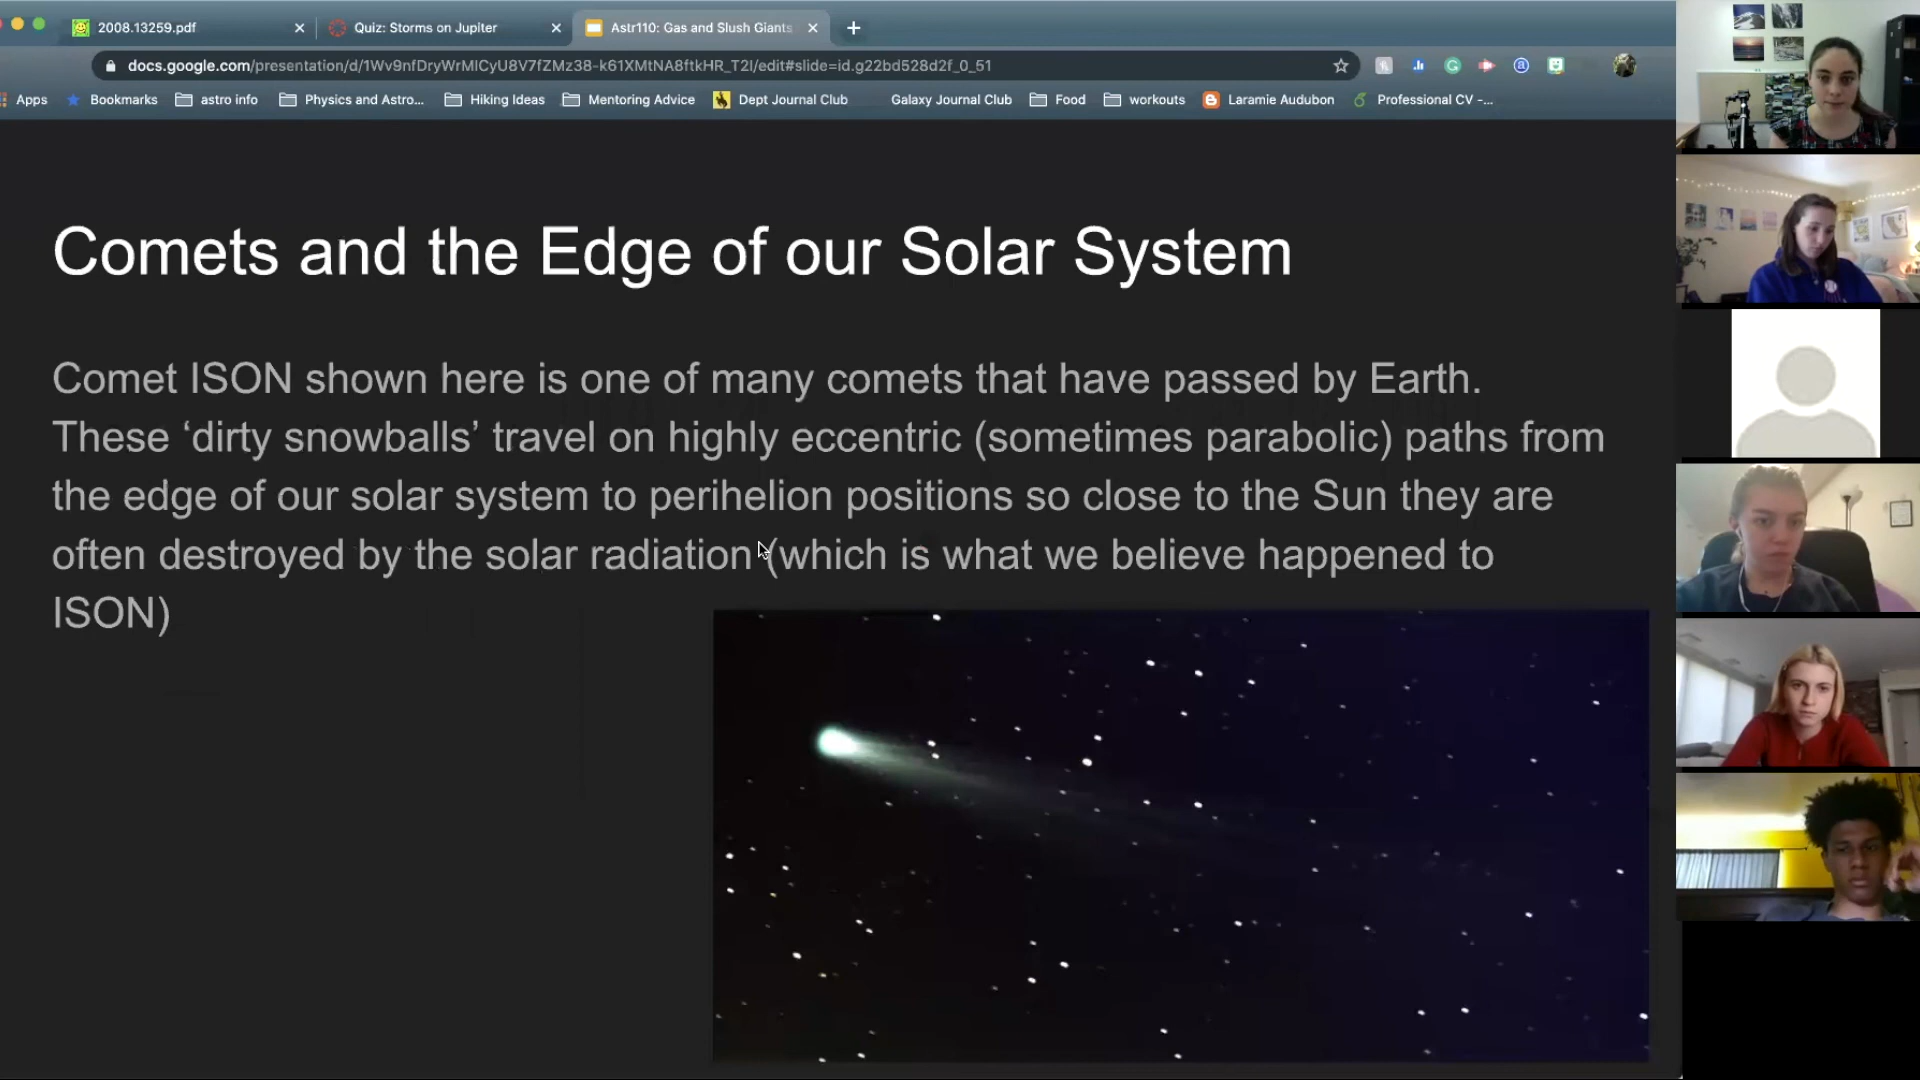 2008.13259.pdf
Quiz: Storms on Jupiter
Astr110: Gas and Slush Giants
docs.google.com/presentation/d/1Wv9nfDryWrMlCyU8V7fZMz38-k61XMtNA8ftkHR_T2I/edit#slide=id.g22bd528d2f_0_51
Apps Bookmarks astro info Physics and Astro... Hiking Ideas Mentoring Advice Dept Journal Club Galaxy Journal Club Food workouts Laramie Audubon Professional CV -...
Comets and the Edge of our Solar System
Comet ISON shown here is one of many comets that have passed by Earth.
These ‘dirty snowballs’ travel on highly eccentric (sometimes parabolic) paths from
the edge of our solar system to perihelion positions so close to the Sun they are
often destroyed by the solar radiation (which is what we believe happened to
ISON)